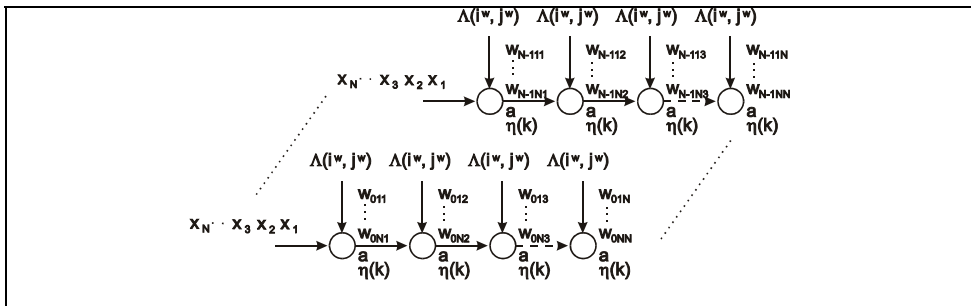 Λ(iʷ, jʷ) Λ(iʷ, jʷ) Λ(iʷ, jʷ) Λ(iʷ, jʷ)
W_N-111 W_N-112 W_N-113 W_N-11N
X_N ·· X_3 X_2 X_1
W_N-1N1 W_N-1N2 W_N-1N3 W_N-1NN
a a a a
η(k) η(k) η(k) η(k)
Λ(iʷ, jʷ) Λ(iʷ, jʷ) Λ(iʷ, jʷ) Λ(iʷ, jʷ)
W_011 W_012 W_013 W_01N
X_N ·· X_3 X_2 X_1
W_0N1 W_0N2 W_0N3 W_0NN
a a a a
η(k) η(k) η(k) η(k)